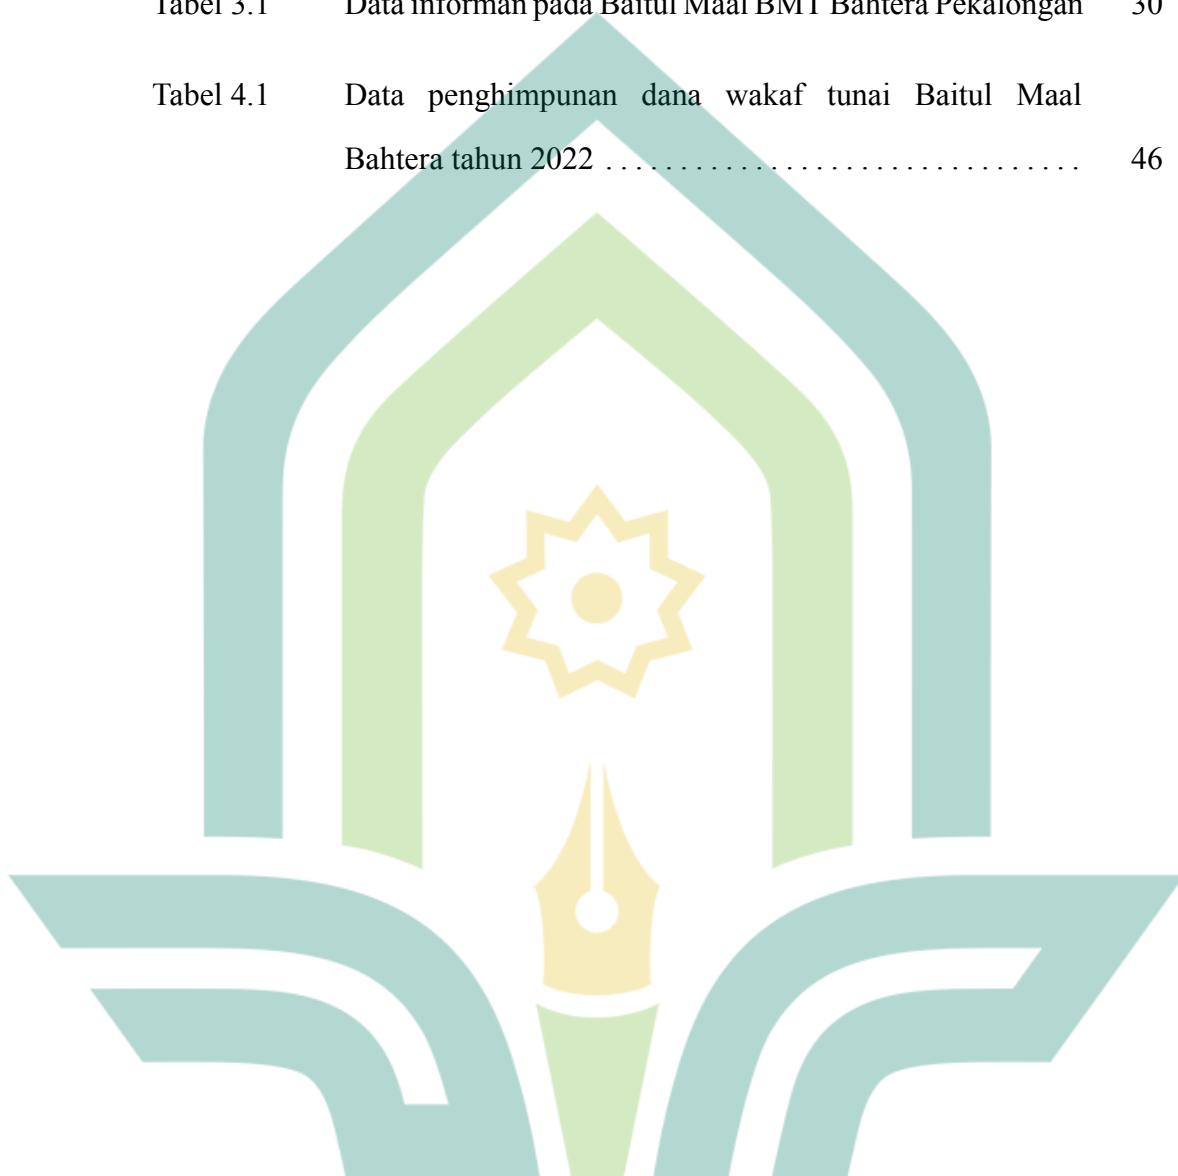 Tabel 3.1 Data informan pada Baitul Maal BMT Bahtera Pekalongan 30
Tabel 4.1 Data penghimpunan dana wakaf tunai Baitul Maal
Bahtera tahun 2022 ................................ 46